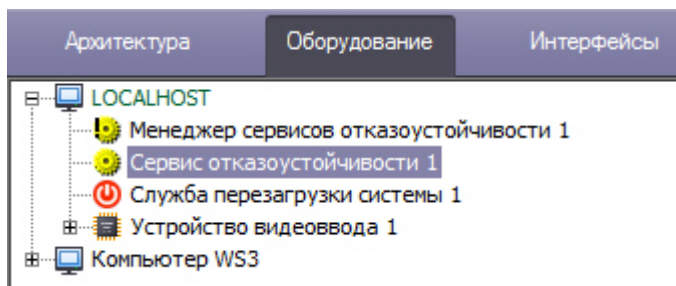 Архитектура Оборудование Интерфейсы
LOCALHOST
Менеджер сервисов отказоустойчивости 1
Сервис отказоустойчивости 1
Служба перезагрузки системы 1
Устройство видеоввода 1
Компьютер WS3